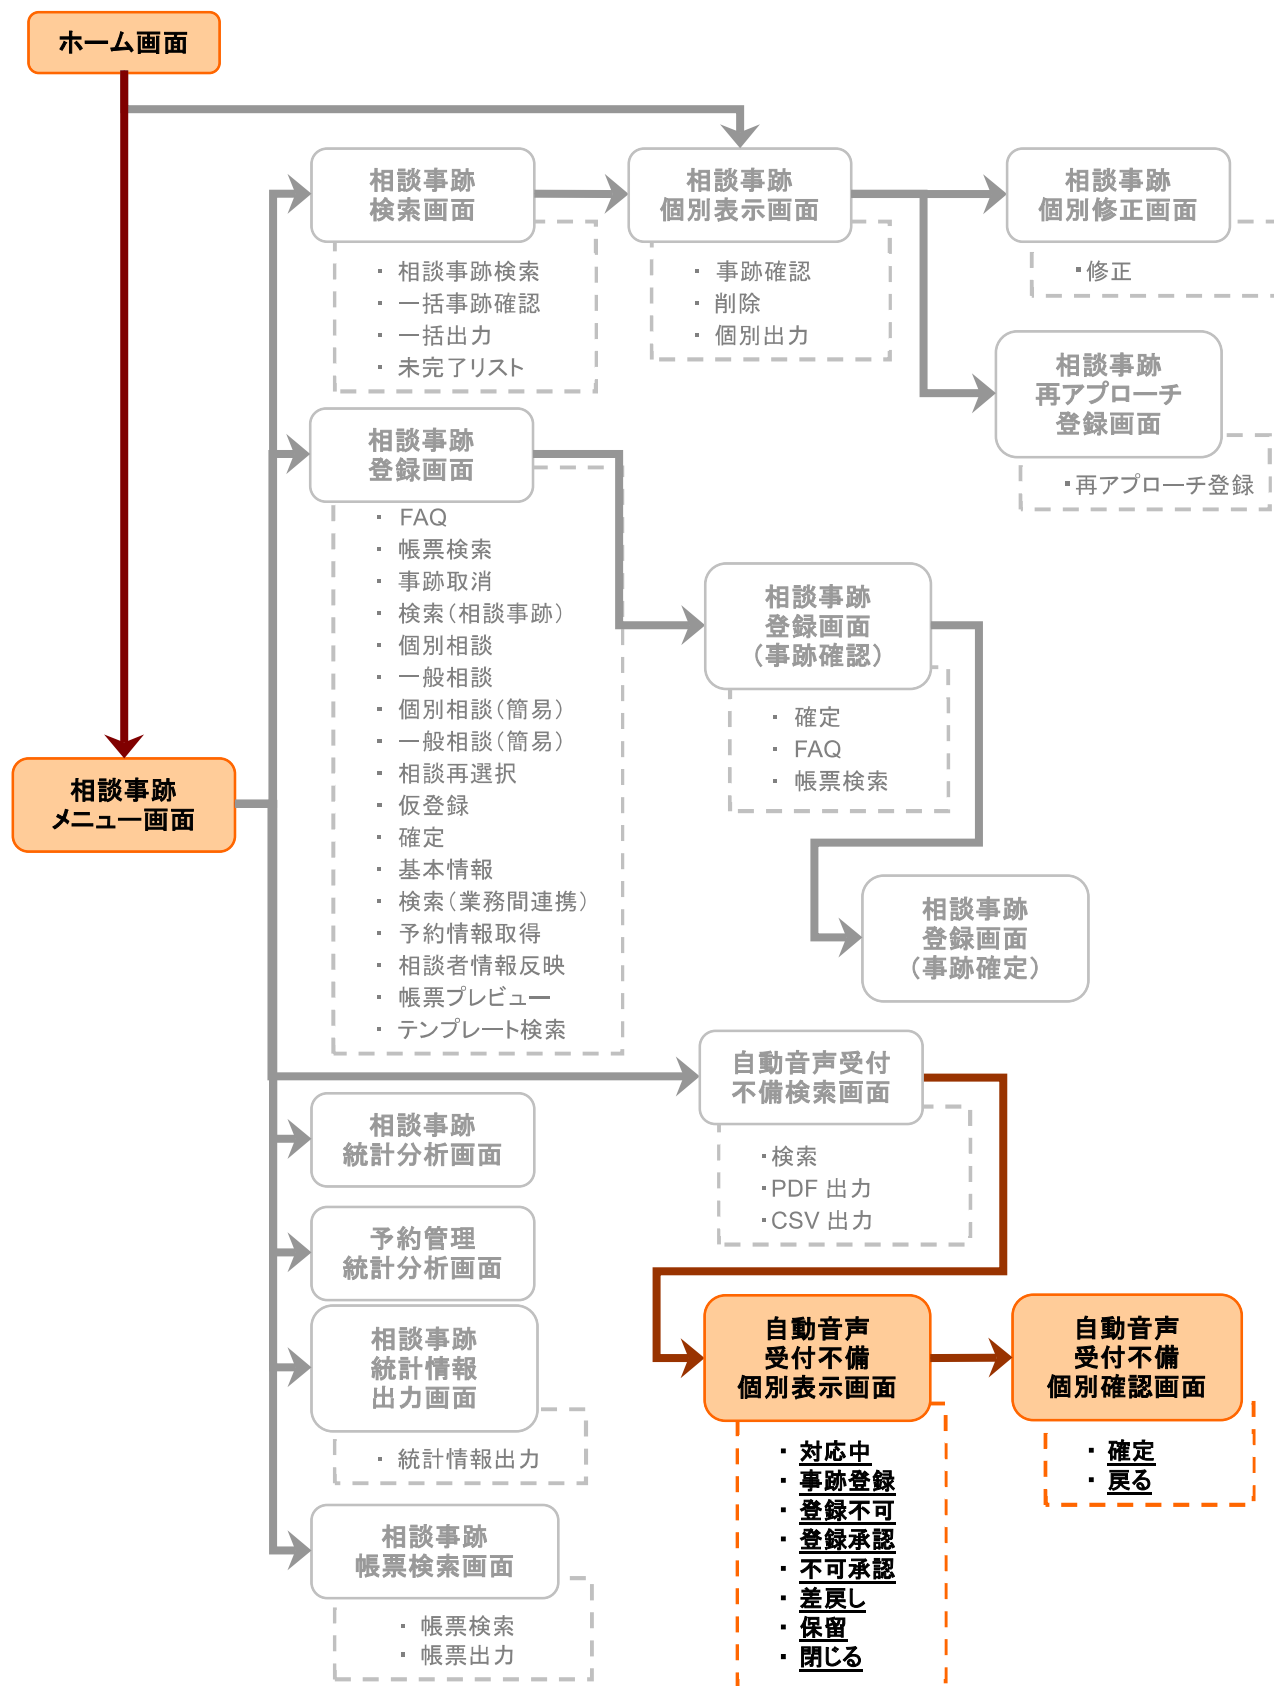 ホーム画面
相談事跡
検索画面
・ 相談事跡検索
・ 一括事跡確認
・ 一括出力
・ 未完了リスト
相談事跡
個別表示画面
・ 事跡確認
・ 削除
・ 個別出力
相談事跡
個別修正画面
・修正
相談事跡
再アプローチ
登録画面
・再アプローチ登録
相談事跡
登録画面
・ FAQ
・ 帳票検索
・ 事跡取消
・ 検索（相談事跡）
・ 個別相談
・ 一般相談
・ 個別相談（簡易）
・ 一般相談（簡易）
・ 相談再選択
・ 仮登録
・ 確定
・ 基本情報
・ 検索（業務間連携）
・ 予約情報取得
・ 相談者情報反映
・ 帳票プレビュー
・ テンプレート検索
相談事跡
登録画面
（事跡確認）
・ 確定
・ FAQ
・ 帳票検索
相談事跡
メニュー画面
相談事跡
登録画面
（事跡確定）
自動音声受付
不備検索画面
・検索
・PDF 出力
・CSV 出力
相談事跡
統計分析画面
予約管理
統計分析画面
相談事跡
統計情報
出力画面
・ 統計情報出力
相談事跡
帳票検索画面
・ 帳票検索
・ 帳票出力
自動音声
受付不備
個別表示画面
・ 対応中
・ 事跡登録
・ 登録不可
・ 登録承認
・ 不可承認
・ 差戻し
・ 保留
・ 閉じる
自動音声
受付不備
個別確認画面
・ 確定
・ 戻る